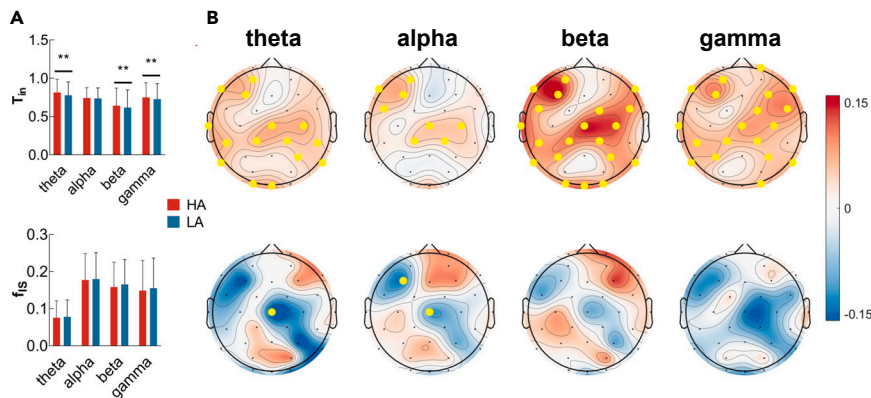 A
B
theta
alpha
beta
gamma
1.5
1.0
0.5
0.0
T_in
**
**
**
theta
alpha
beta
gamma
HA
LA
0.3
0.2
0.1
0.0
f_IS
theta
alpha
beta
gamma
0.15
0
-0.15